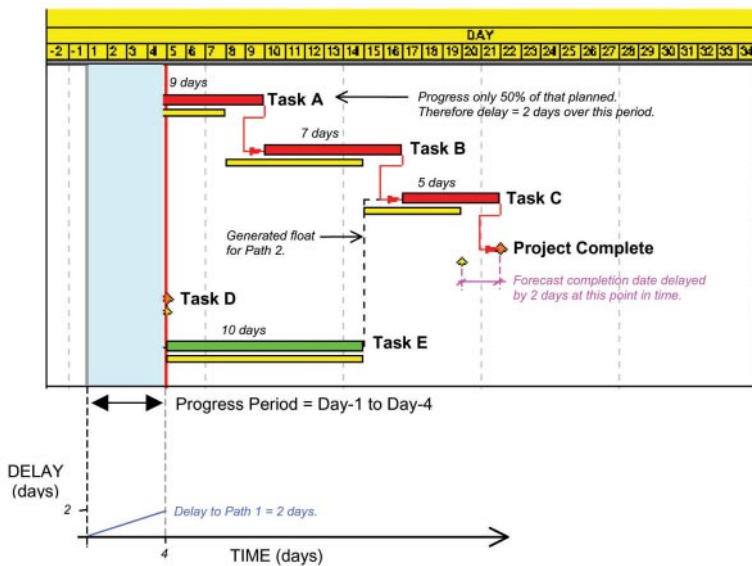 DAY
-2 -1 1 2 3 4 5 6 7 8 9 10 11 12 13 14 15 16 17 18 19 20 21 22 23 24 25 26 27 28 29 30 31 32 33 34
9 days
Task A
Progress only 50% of that planned.
Therefore delay = 2 days over this period.
7 days
Task B
5 days
Task C
Generated float
for Path 2.
Project Complete
Forecast completion date delayed
by 2 days at this point in time.
Task D
10 days
Task E
Progress Period = Day-1 to Day-4
DELAY
(days)
2
Delay to Path 1 = 2 days.
4
TIME (days)